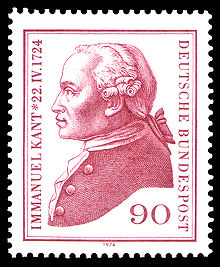 IMMANUEL KANT * 22.IV.1724
DEUTSCHE BUNDESPOST
90
1974